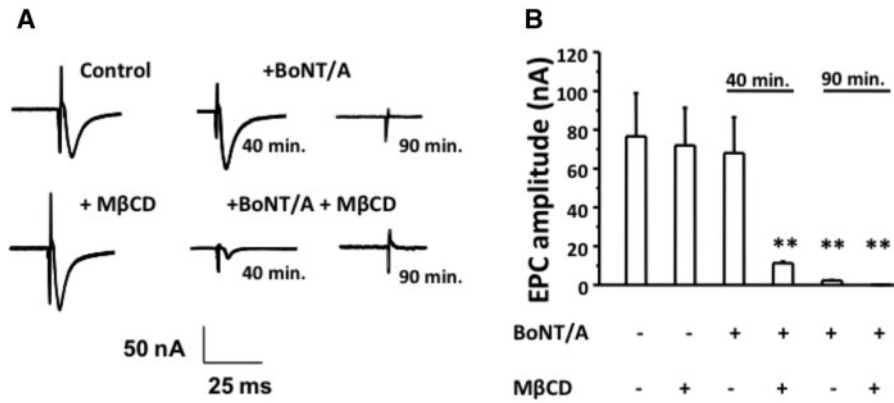 A
Control
+BoNT/A
40 min.
90 min.
+ MβCD
+BoNT/A + MβCD
40 min.
90 min.
50 nA
25 ms
B
EPC amplitude (nA)
120
100
80
60
40
20
0
40 min.
90 min.
** ** **
BoNT/A - - + + + +
MβCD - + - + - +